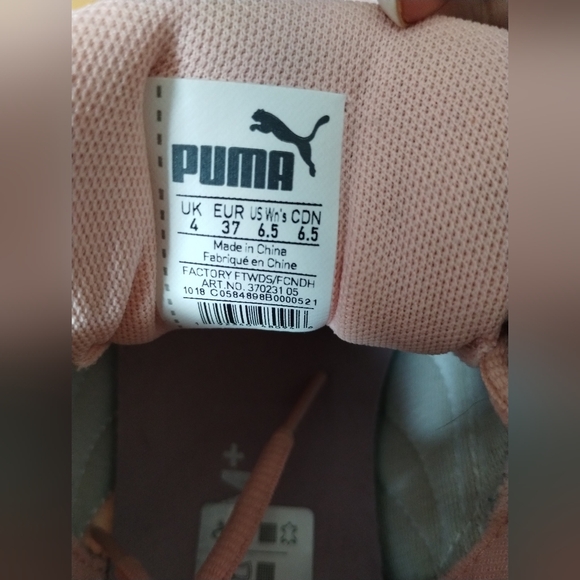 PUMA
UK EUR US Wn's CDN
4 37 6.5 6.5
Made in China
Fabriqué en Chine
FACTORY FTWDS/FCNDH
ART.NO. 370231 05
1018 C0584898B0000521